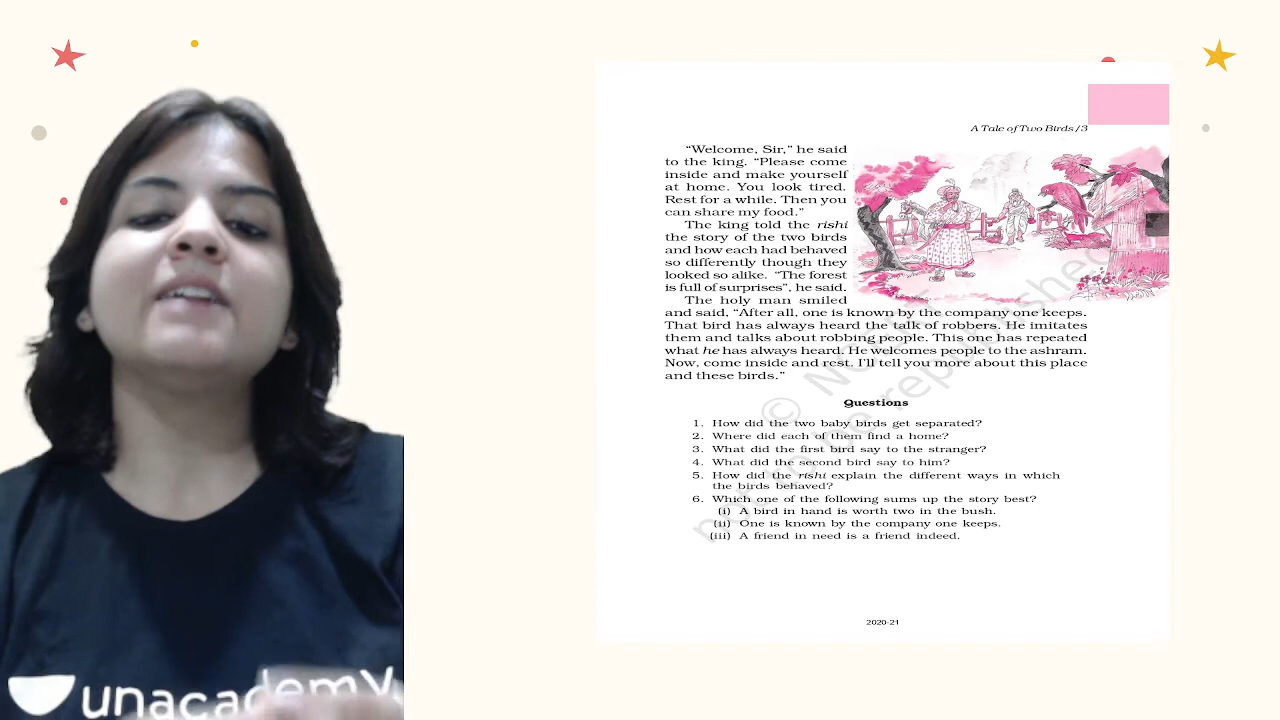 A Tale of Two Birds/3
“Welcome, Sir,” he said
to the king. “Please come
inside and make yourself
at home. You look tired.
Rest for a while. Then you
can share my food.”
The king told the rishi
the story of the two birds
and how each had behaved
so differently though they
looked so alike. “The forest
is full of surprises”, he said.
The holy man smiled
and said, “After all, one is known by the company one keeps.
That bird has always heard the talk of robbers. He imitates
them and talks about robbing people. This one has repeated
what he has always heard. He welcomes people to the ashram.
Now, come inside and rest. I'll tell you more about this place
and these birds.”
Questions
1. How did the two baby birds get separated?
2. Where did each of them find a home?
3. What did the first bird say to the stranger?
4. What did the second bird say to him?
5. How did the rishi explain the different ways in which
the birds behaved?
6. Which one of the following sums up the story best?
(i) A bird in hand is worth two in the bush.
(ii) One is known by the company one keeps.
(iii) A friend in need is a friend indeed.
2020-21
unacademy